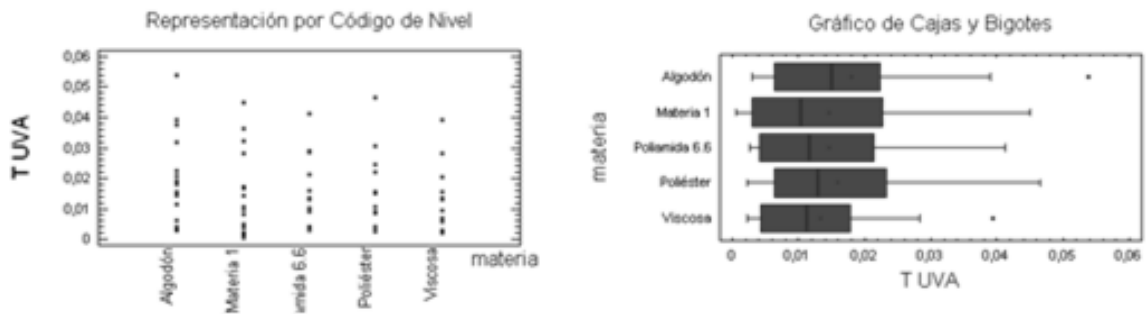 Representación por Código de Nivel
0,06
0,05
0,04
0,03
0,02
0,01
0
T UVA
Algodón
Materia 1
amida 6.6
Poliéster
Viscosa
materia
Gráfico de Cajas y Bigotes
Algodón
Materia 1
Poliamida 6.6
Poliéster
Viscosa
materia
0
0,01
0,02
0,03
0,04
0,05
0,06
T UVA